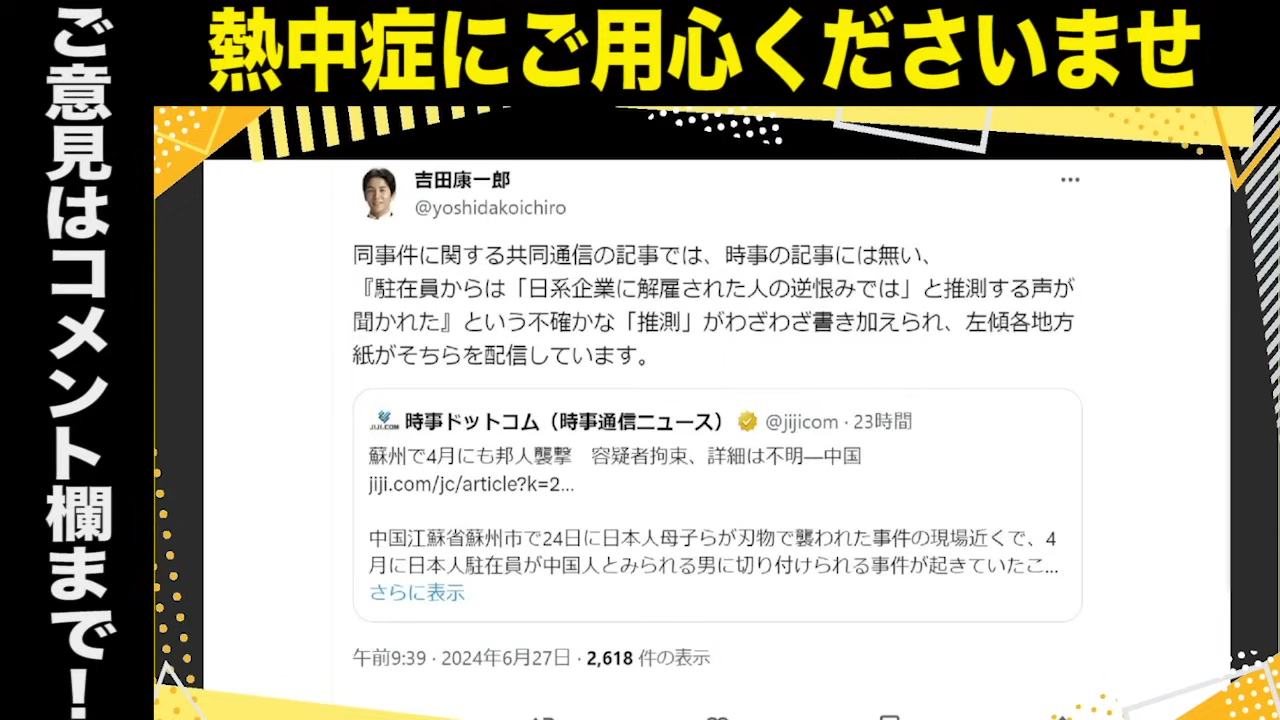 熱中症にご用心くださいませ
ご意見はコメント欄まで！
吉田康一郎
@yoshidakoichiro
同事件に関する共同通信の記事では、時事の記事には無い、
『駐在員からは「日系企業に解雇された人の逆恨みでは」と推測する声が
聞かれた』という不確かな「推測」がわざわざ書き加えられ、左傾各地方
紙がそちらを配信しています。
JIJI.COM 時事ドットコム（時事通信ニュース） @jijicom · 23時間
蘇州で4月にも邦人襲撃　容疑者拘束、詳細は不明―中国
jiji.com/jc/article?k=2...
中国江蘇省蘇州市で24日に日本人母子らが刃物で襲われた事件の現場近くで、4
月に日本人駐在員が中国人とみられる男に切り付けられる事件が起きていたこ...
さらに表示
午前9:39 · 2024年6月27日 · 2,618 件の表示